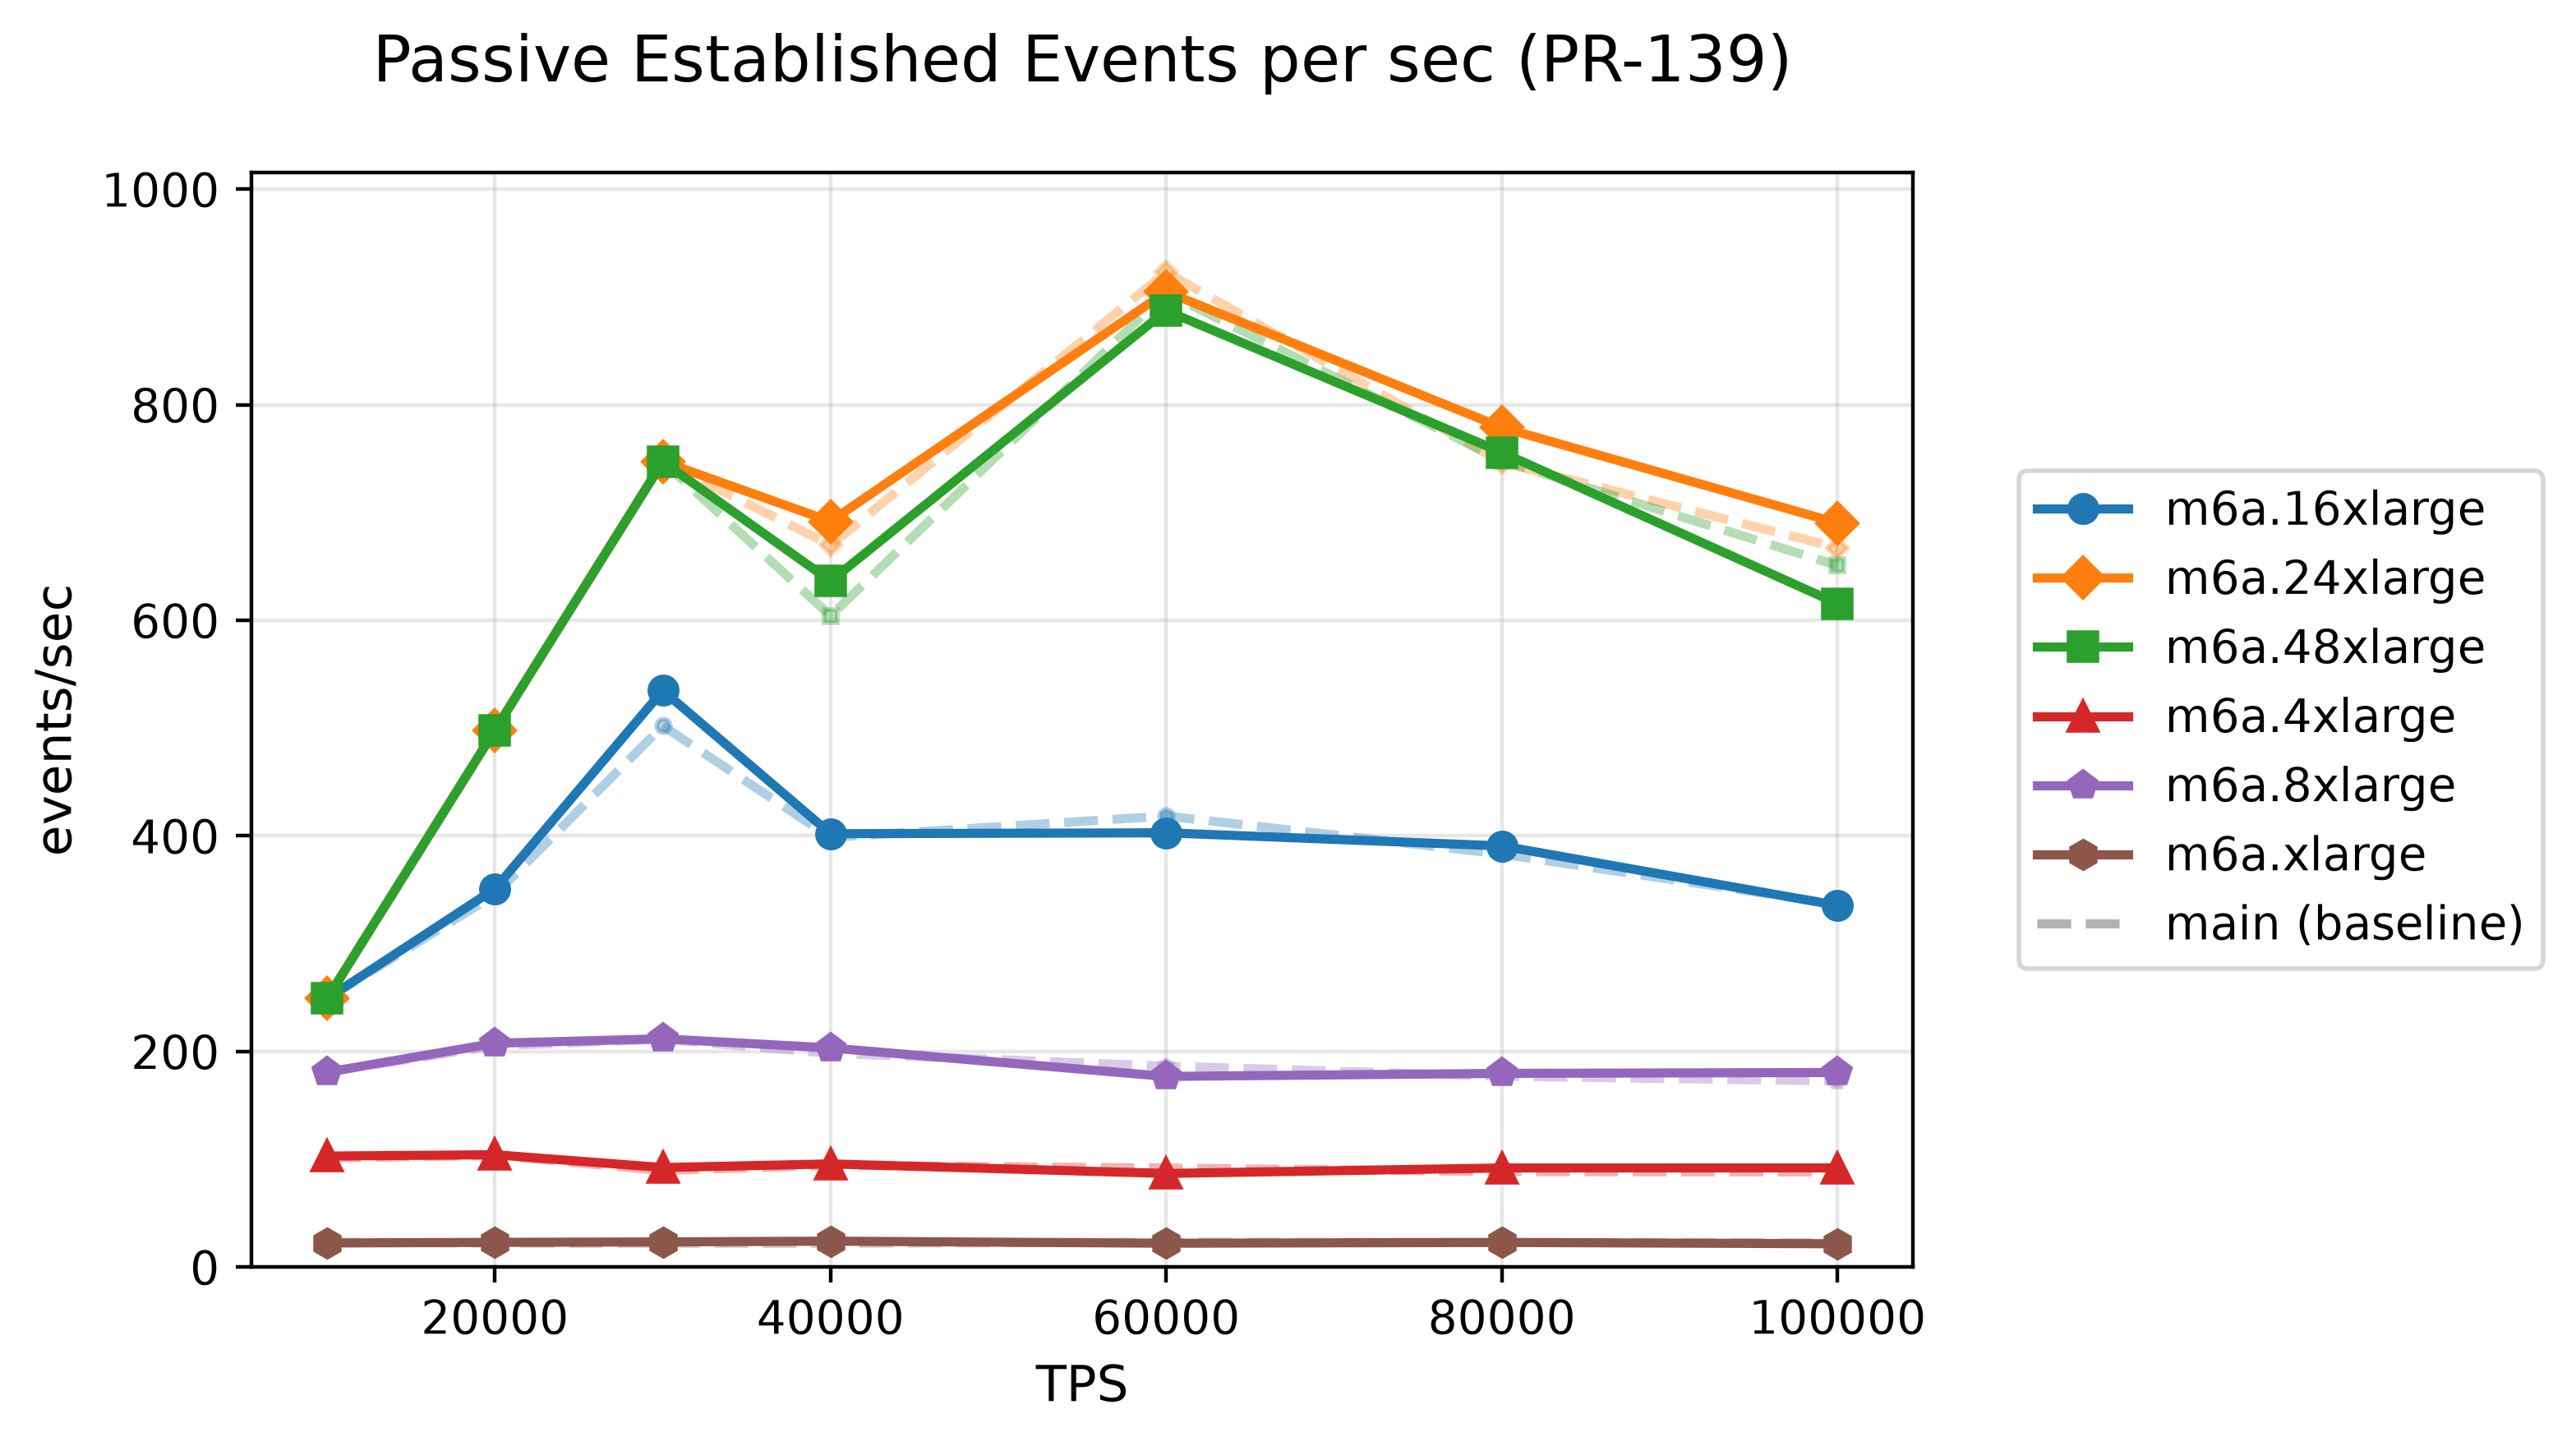 Passive Established Events per sec (PR-139)
1000
800
600
400
200
0
events/sec
20000 40000 60000 80000 100000
TPS
m6a.16xlarge
m6a.24xlarge
m6a.48xlarge
m6a.4xlarge
m6a.8xlarge
m6a.xlarge
main (baseline)